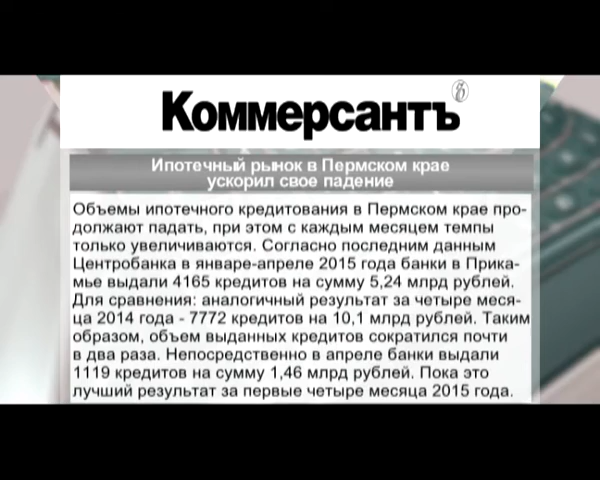 Коммерсантъ
Ипотечный рынок в Пермском крае
ускорил свое падение
Объемы ипотечного кредитования в Пермском крае про-
должают падать, при этом с каждым месяцем темпы
только увеличиваются. Согласно последним данным
Центробанка в январе-апреле 2015 года банки в Прика-
мье выдали 4165 кредитов на сумму 5,24 млрд рублей.
Для сравнения: аналогичный результат за четыре меся-
ца 2014 года - 7772 кредитов на 10,1 млрд рублей. Таким
образом, объем выданных кредитов сократился почти
в два раза. Непосредственно в апреле банки выдали
1119 кредитов на сумму 1,46 млрд рублей. Пока это
лучший результат за первые четыре месяца 2015 года.